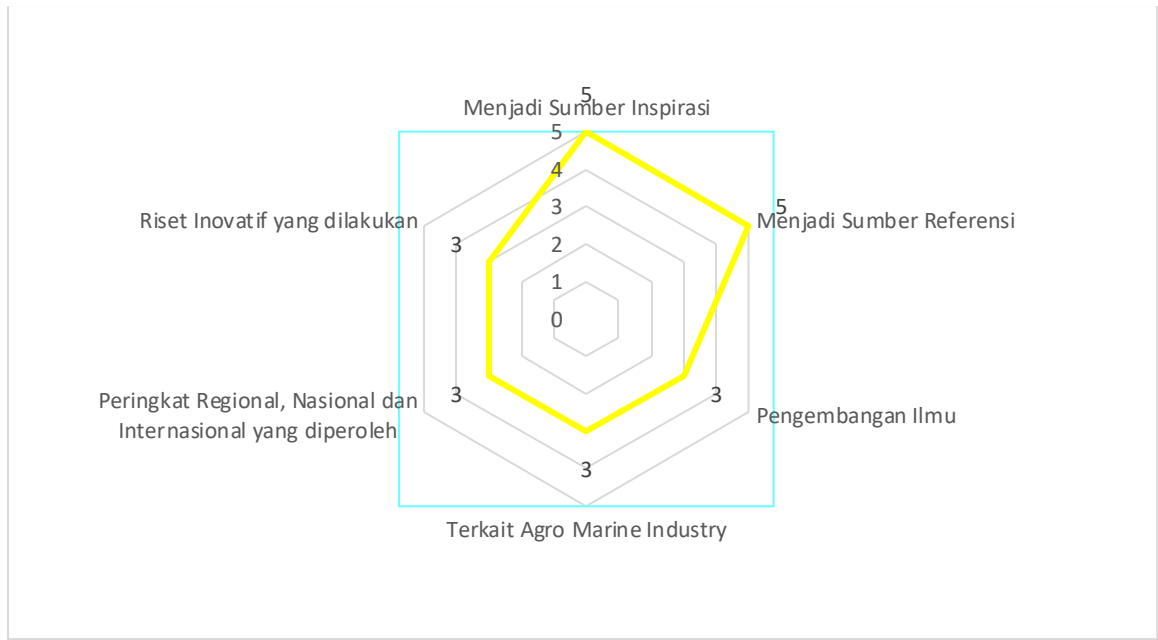 5
Menjadi Sumber Inspirasi
5
4
5
Riset Inovatif yang dilakukan
Menjadi Sumber Referensi
3
3
2
1
0
Peringkat Regional, Nasional dan
Internasional yang diperoleh
3
3
Pengembangan Ilmu
3
Terkait Agro Marine Industry